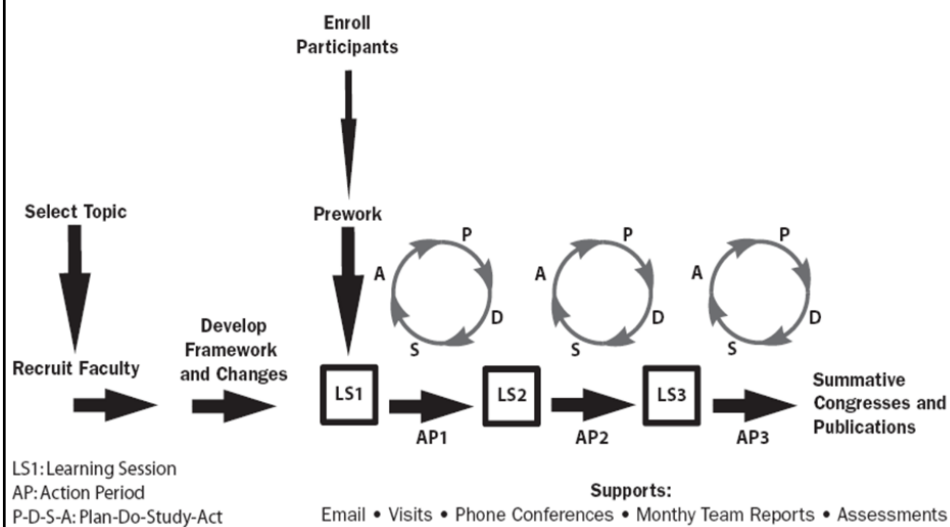 Enroll
Participants
Select Topic
Prework
P
A
D
S
P
A
D
S
P
A
D
S
Recruit Faculty
Develop
Framework
and Changes
LS1
AP1
LS2
AP2
LS3
AP3
Summative
Congresses and
Publications
LS1: Learning Session
AP: Action Period
P-D-S-A: Plan-Do-Study-Act
Supports:
Email • Visits • Phone Conferences • Monthy Team Reports • Assessments